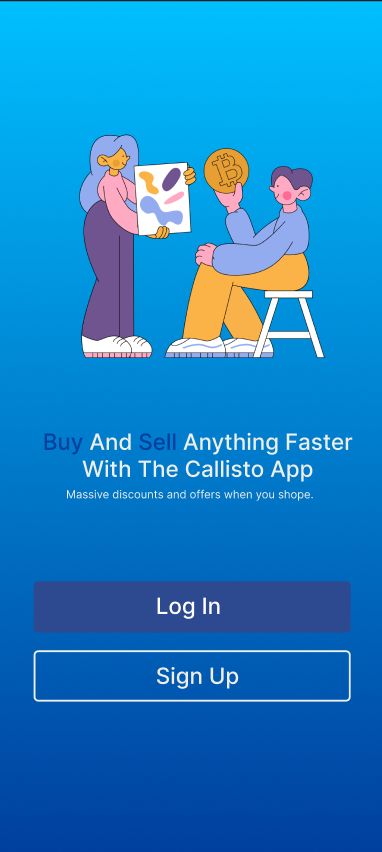 Buy And Sell Anything Faster
With The Callisto App
Massive discounts and offers when you shope.
Log In
Sign Up